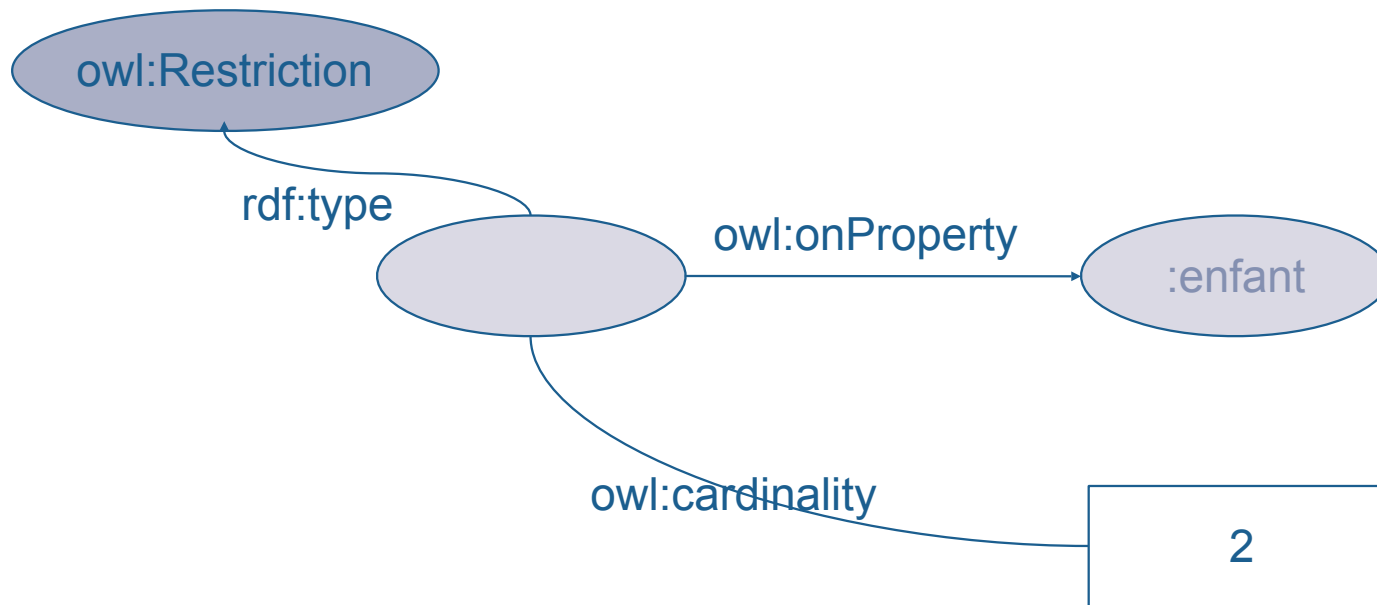 owl:Restriction
rdf:type
owl:onProperty
:enfant
owl:cardinality
2